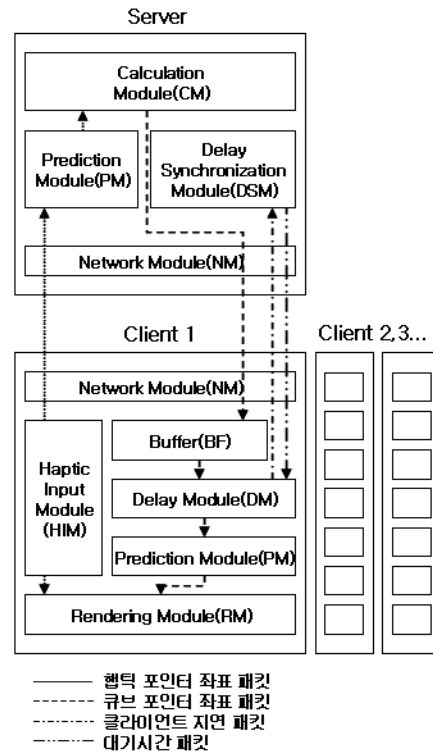 Server
Calculation
Module(CM)
Prediction
Module(PM)
Delay
Synchronization
Module(DSM)
Network Module(NM)
Client 1
Client 2,3...
Network Module(NM)
Haptic
Input
Module
(HIM)
Buffer(BF)
Delay Module(DM)
Prediction Module(PM)
Rendering Module(RM)
햅틱 포인터 좌표 패킷
큐브 포인터 좌표 패킷
클라이언트 지연 패킷
대기시간 패킷